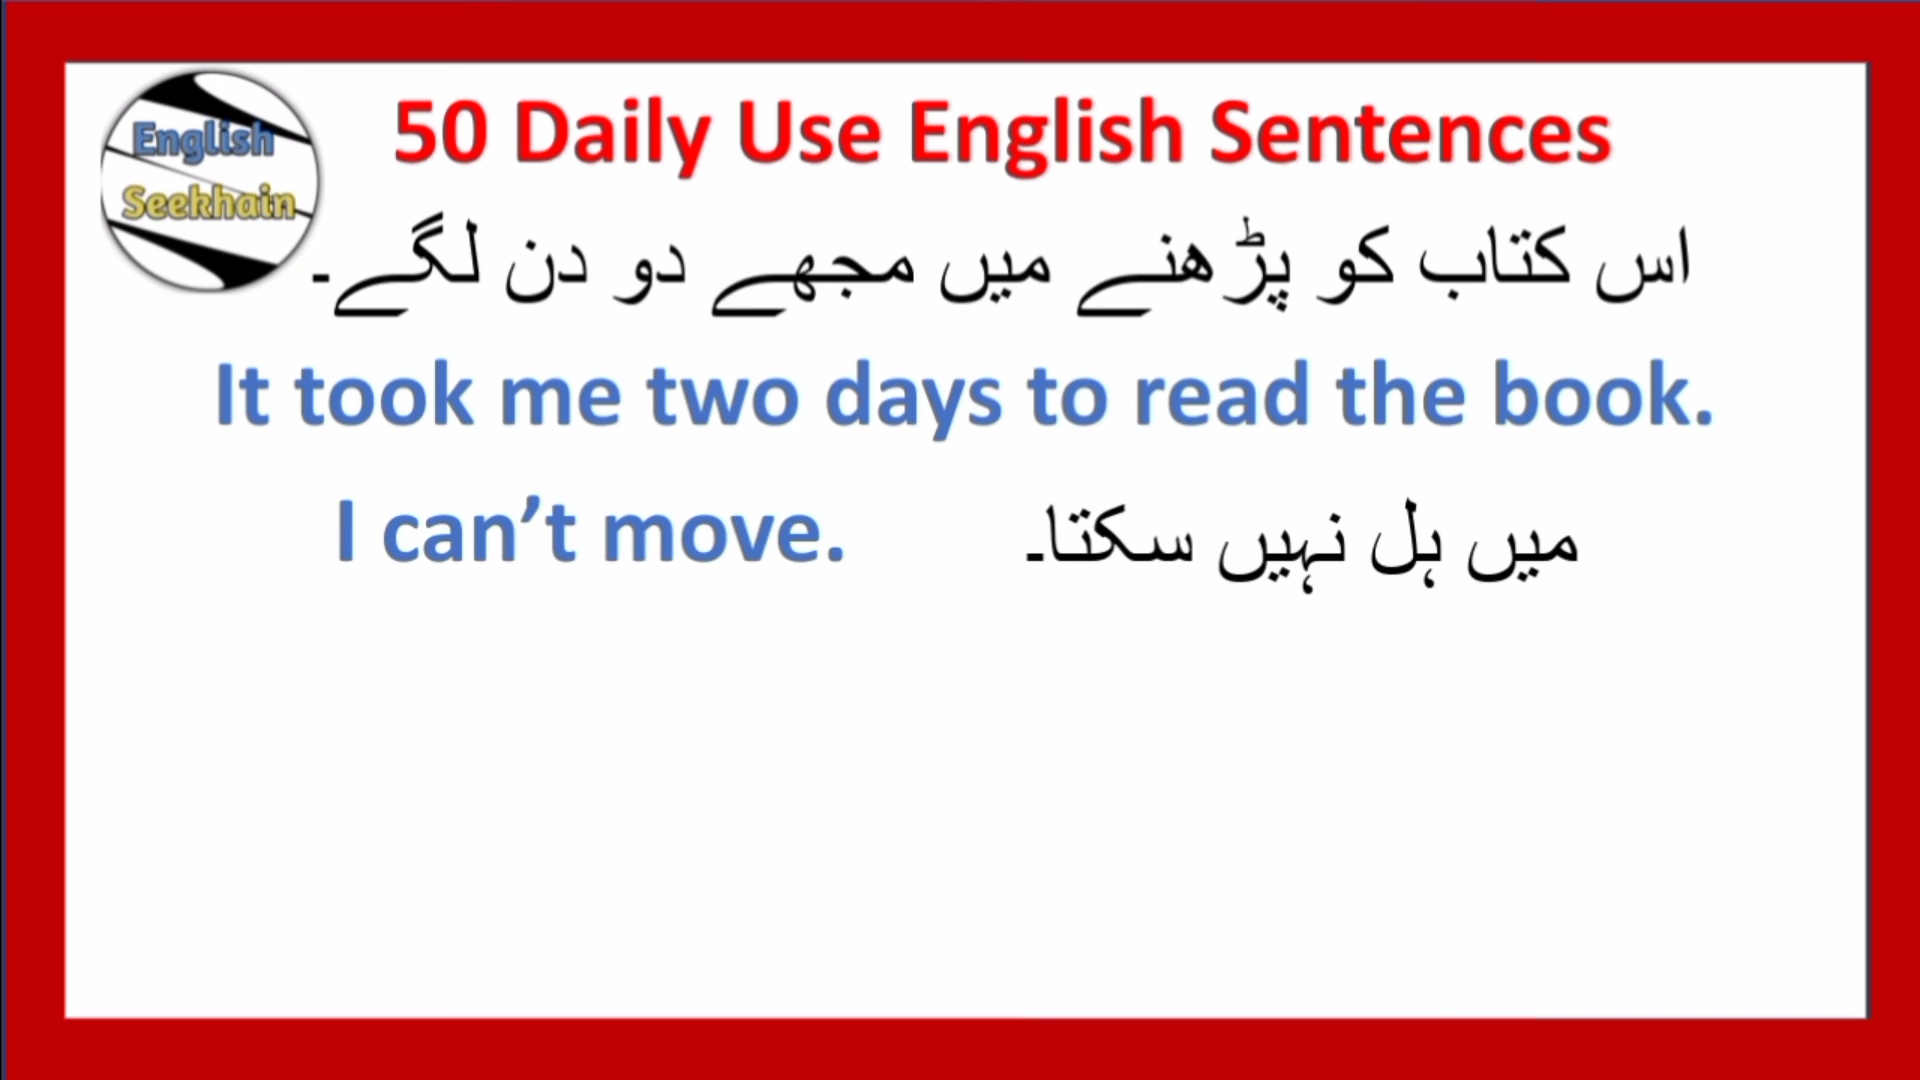 English
Seekhain
50 Daily Use English Sentences
اس کتاب کو پڑھنے میں مجھے دو دن لگے۔
It took me two days to read the book.
I can’t move. میں ہل نہیں سکتا۔